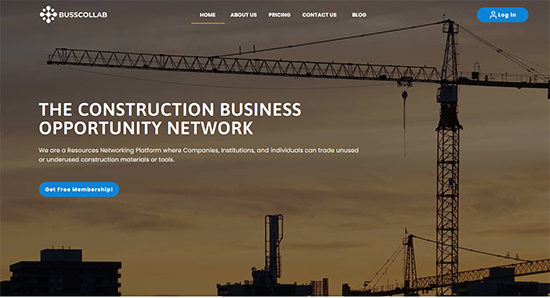 BUSSCOLLAB
HOME ABOUT US PRICING CONTACT US BLOG
Log In
THE CONSTRUCTION BUSINESS
OPPORTUNITY NETWORK
We are a Resources Networking Platform where Companies, Institutions, and individuals can trade unused
or underused construction materials or tools.
Get Free Membership!